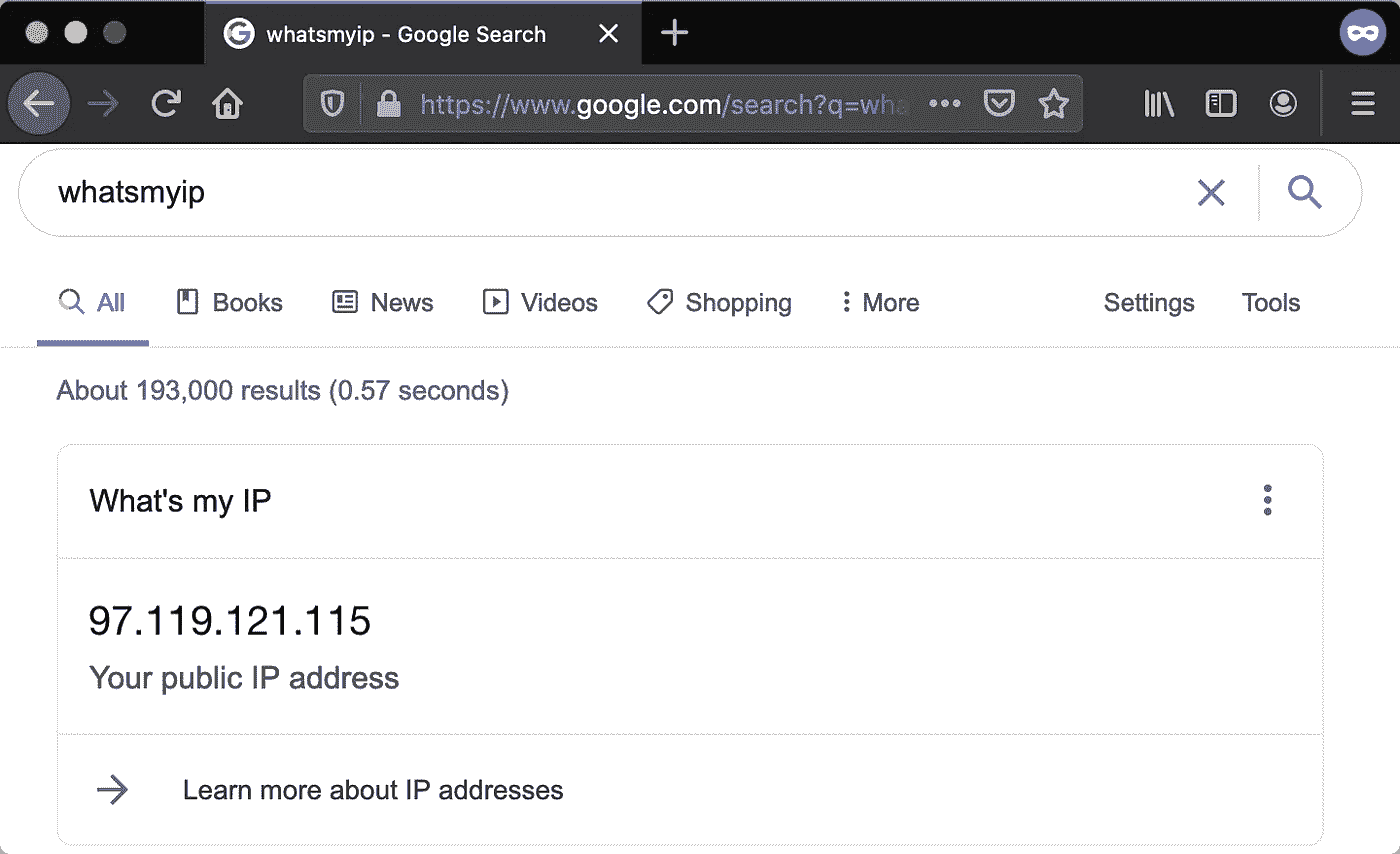 whatsmyip - Google Search
https://www.google.com/search?q=wha
whatsmyip
All Books News Videos Shopping More Settings Tools
About 193,000 results (0.57 seconds)
What's my IP
97.119.121.115
Your public IP address
Learn more about IP addresses